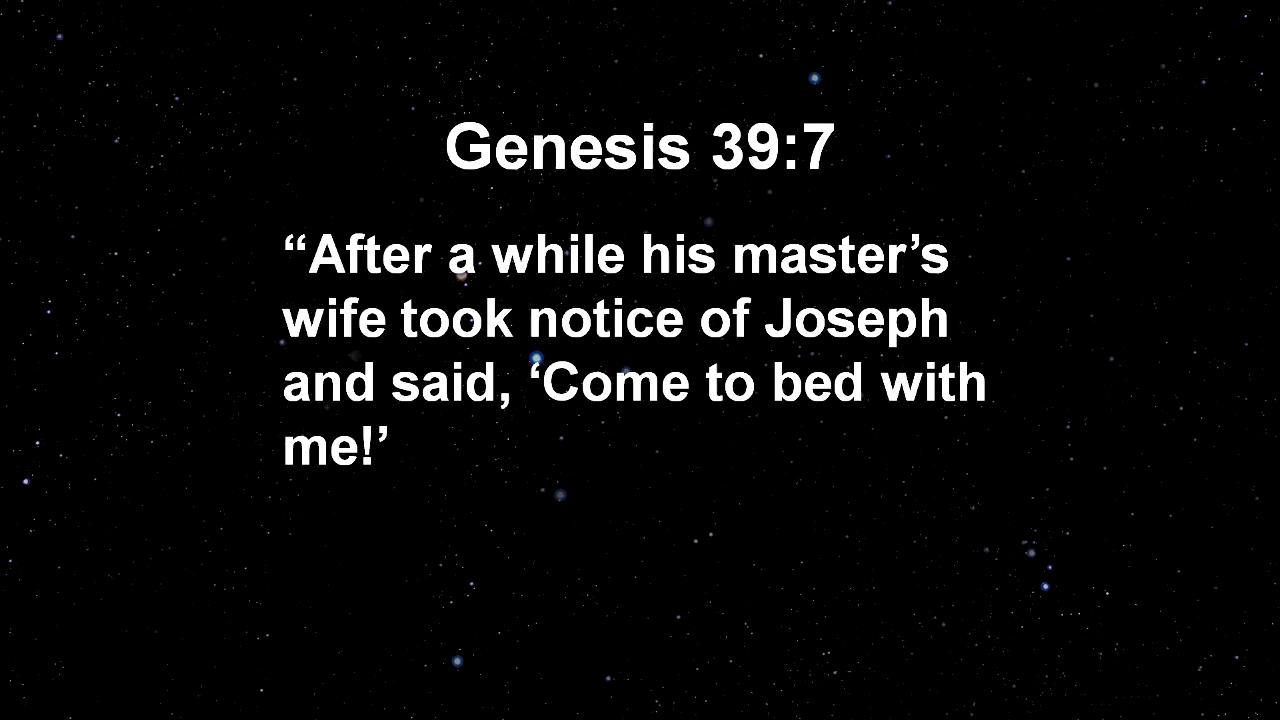 Genesis 39:7
“After a while his master’s
wife took notice of Joseph
and said, ‘Come to bed with
me!’